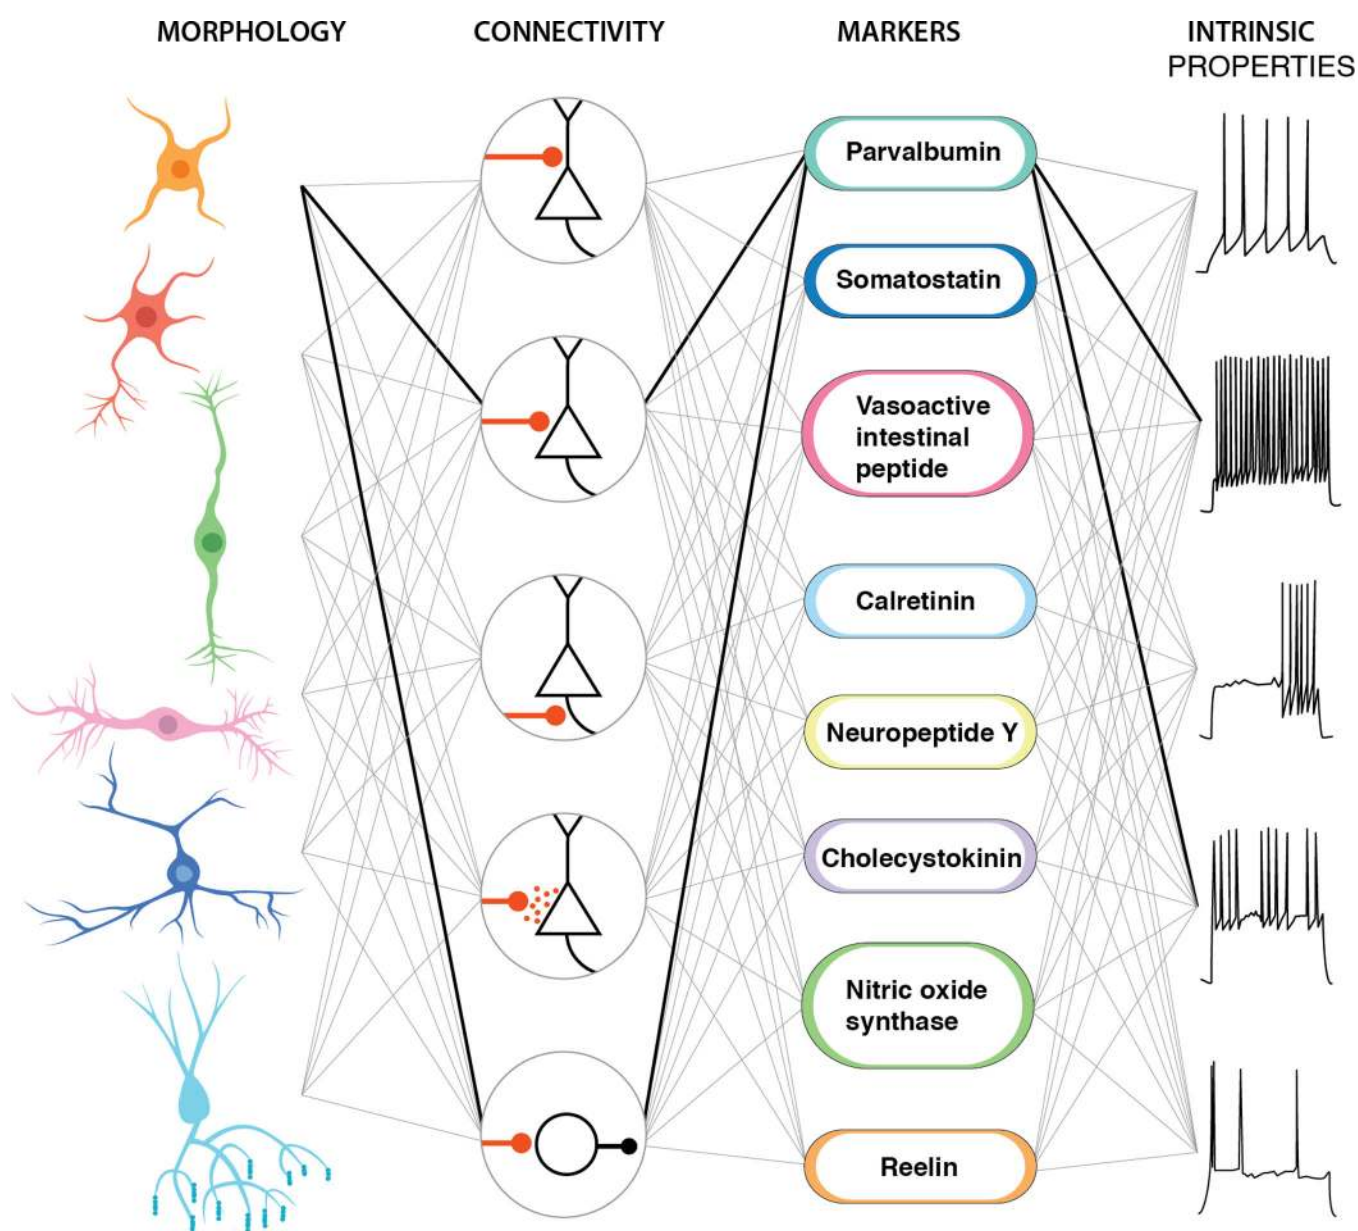 MORPHOLOGY
CONNECTIVITY
MARKERS
INTRINSIC
PROPERTIES
Parvalbumin
Somatostatin
Vasoactive
intestinal
peptide
Calretinin
Neuropeptide Y
Cholecystokinin
Nitric oxide
synthase
Reelin